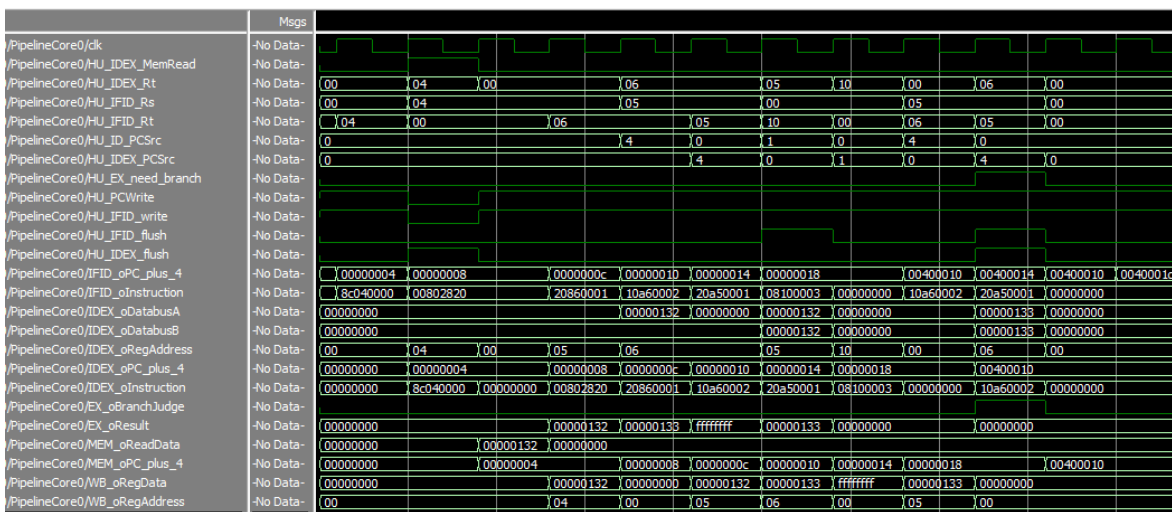 Msgs
/PipelineCore0/clk -No Data-
/PipelineCore0/HU_IDEX_MemRead -No Data-
/PipelineCore0/HU_IDEX_Rt -No Data- 00 04 00 06 05 10 00 06 00
/PipelineCore0/HU_IFID_Rs -No Data- 00 04 05 00 05 00
/PipelineCore0/HU_IFID_Rt -No Data- 04 00 06 05 10 00 06 05 00
/PipelineCore0/HU_ID_PCSrc -No Data- 0 4 0 1 0 4 0
/PipelineCore0/HU_IDEX_PCSrc -No Data- 0 4 0 1 0 4 0
/PipelineCore0/HU_EX_need_branch -No Data-
/PipelineCore0/HU_PCWrite -No Data-
/PipelineCore0/HU_IFID_write -No Data-
/PipelineCore0/HU_IFID_flush -No Data-
/PipelineCore0/HU_IDEX_flush -No Data-
/PipelineCore0/IFID_oPC_plus_4 -No Data- 00000004 00000008 0000000c 00000010 00000014 00000018 00400010 00400014 00400010 0040001c
/PipelineCore0/IFID_oInstruction -No Data- 8c040000 00802820 20860001 10a60002 20a50001 08100003 00000000 10a60002 20a50001 00000000
/PipelineCore0/IDEX_oDatabusA -No Data- 00000000 00000132 00000000 00000132 00000000 00000133 00000000
/PipelineCore0/IDEX_oDatabusB -No Data- 00000000 00000132 00000000 00000133 00000000
/PipelineCore0/IDEX_oRegAddress -No Data- 00 04 00 05 06 05 10 00 06 00
/PipelineCore0/IDEX_oPC_plus_4 -No Data- 00000000 00000004 00000008 0000000c 00000010 00000014 00000018 00400010
/PipelineCore0/IDEX_oInstruction -No Data- 00000000 8c040000 00000000 00802820 20860001 10a60002 20a50001 08100003 00000000 10a60002 00000000
/PipelineCore0/EX_oBranchJudge -No Data-
/PipelineCore0/EX_oResult -No Data- 00000000 00000132 00000133 ffffffff 00000133 00000000 00000000
/PipelineCore0/MEM_oReadData -No Data- 00000000 00000132 00000000
/PipelineCore0/MEM_oPC_plus_4 -No Data- 00000000 00000004 00000008 0000000c 00000010 00000014 00000018 00400010
/PipelineCore0/WB_oRegData -No Data- 00000000 00000132 00000000 00000132 00000133 ffffffff 00000133 00000000
/PipelineCore0/WB_oRegAddress -No Data- 00 04 00 05 06 00 05 00